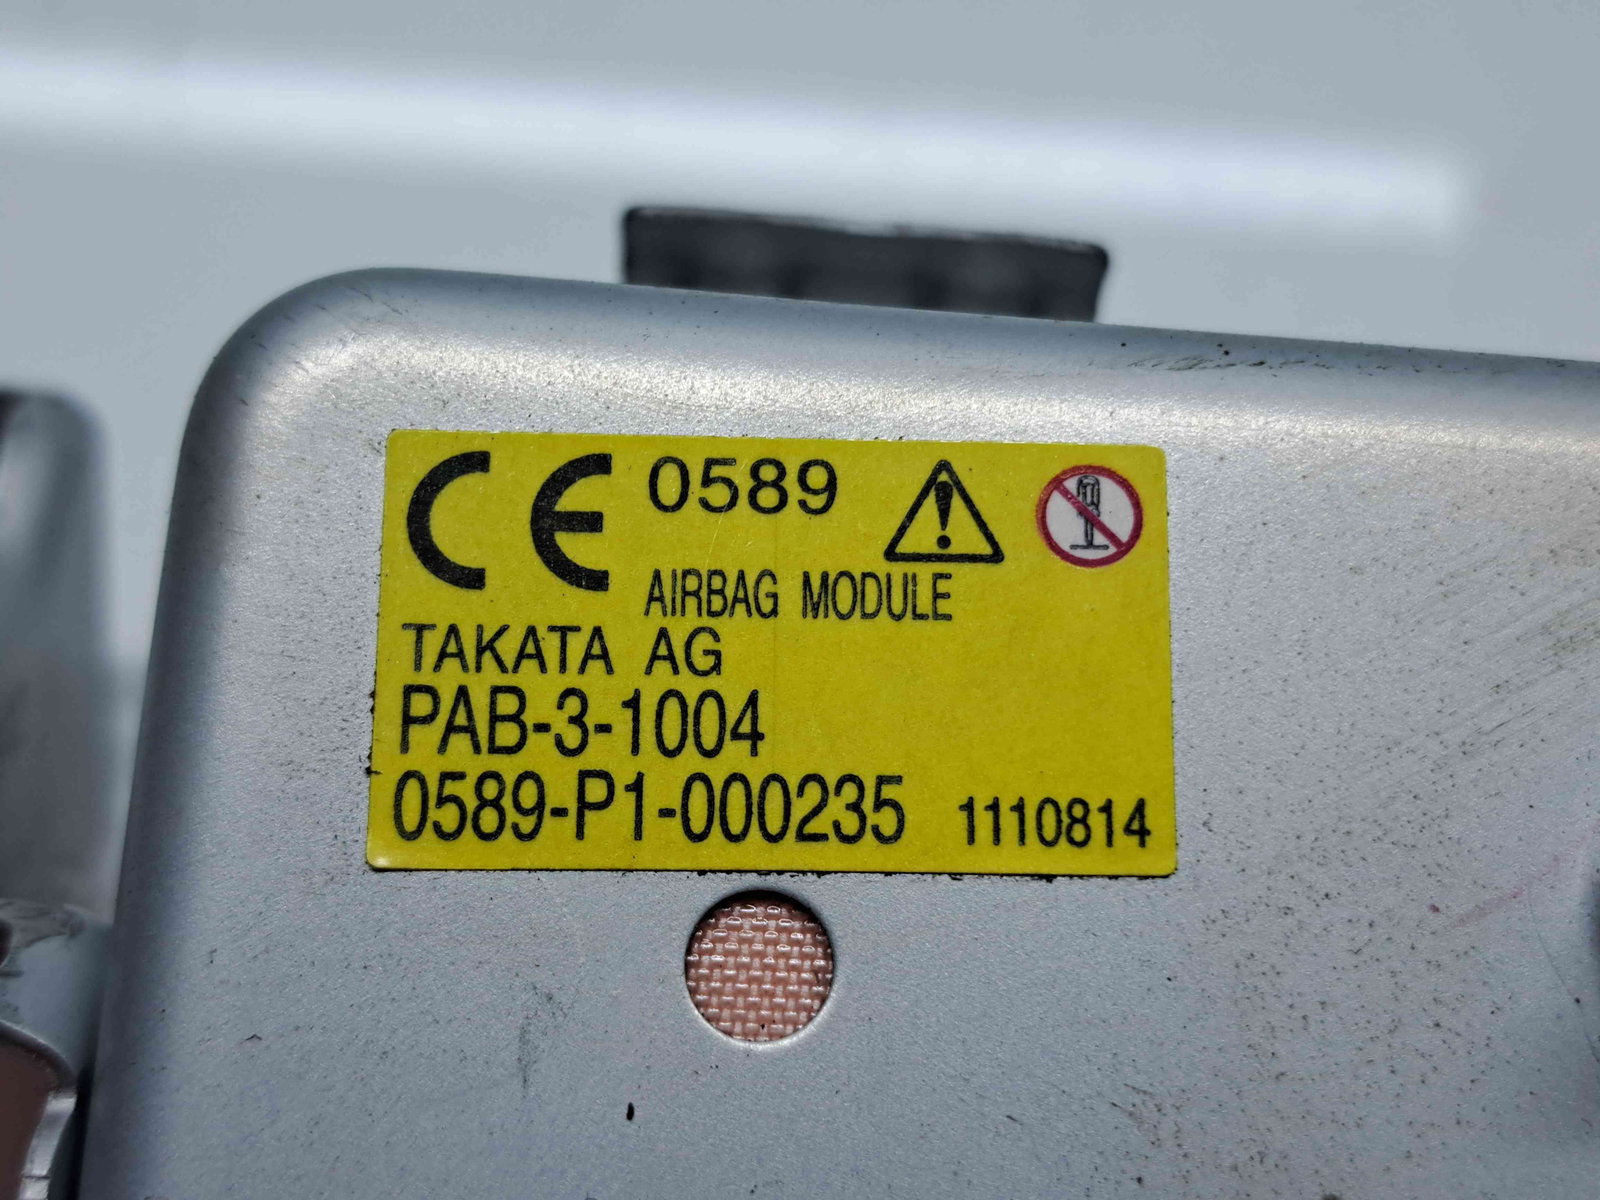 CE 0589
AIRBAG MODULE
TAKATA AG
PAB-3-1004
0589-P1-000235 1110814